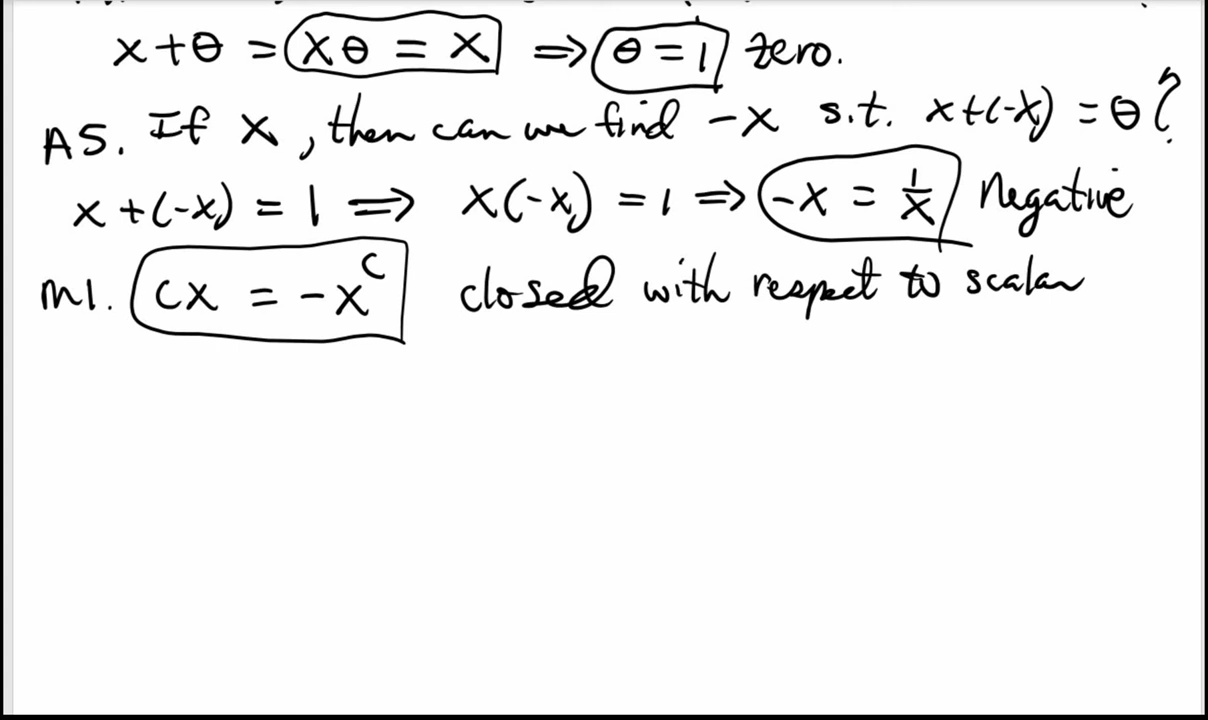 x+θ = xθ = x ⟹ θ = 1 zero.
A5. If x, then can we find -x s.t. x+(-x) = θ?
x+(-x) = 1 ⟹ x(-x) = 1 ⟹ -x = 1/x Negative
M1. cx = -x^c closed with respect to scalar